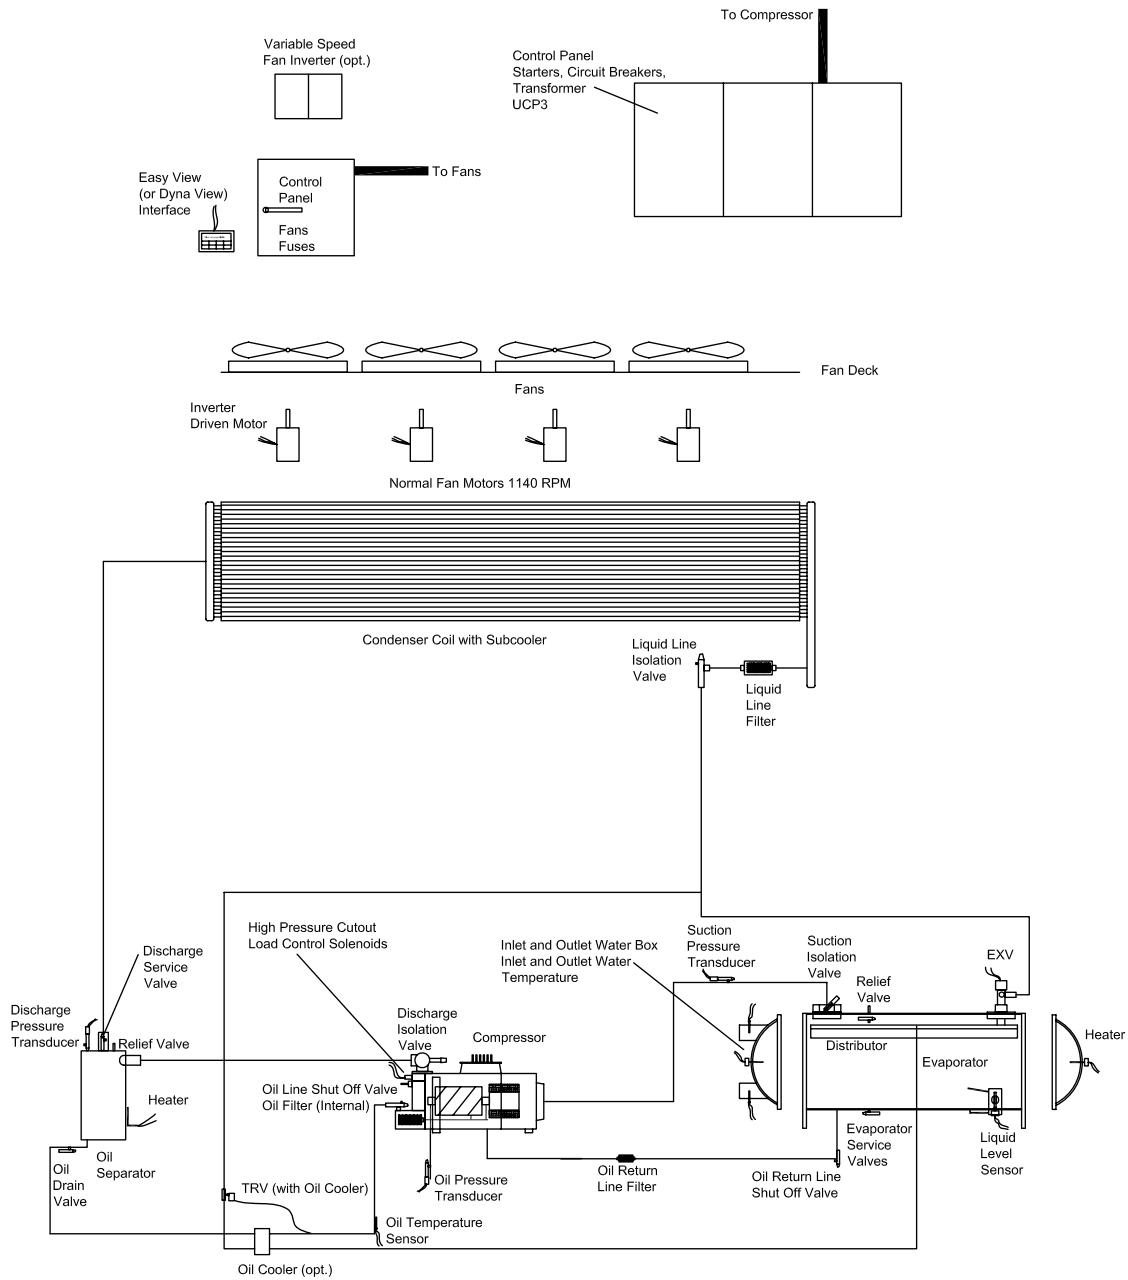 To Compressor
Variable Speed
Fan Inverter (opt.)
Control Panel
Starters, Circuit Breakers,
Transformer
UCP3
Easy View
(or Dyna View)
Interface
Control
Panel
Fans
Fuses
To Fans
Fan Deck
Fans
Inverter
Driven Motor
Normal Fan Motors 1140 RPM
Condenser Coil with Subcooler
Liquid Line
Isolation
Valve
Liquid
Line
Filter
High Pressure Cutout
Load Control Solenoids
Discharge
Service
Valve
Discharge
Pressure
Transducer
Relief Valve
Heater
Oil
Separator
Oil
Drain
Valve
Discharge
Isolation
Valve
Compressor
Oil Line Shut Off Valve
Oil Filter (Internal)
Inlet and Outlet Water Box
Inlet and Outlet Water
Temperature
Suction
Pressure
Transducer
Suction
Isolation
Valve
Relief
Valve
EXV
Heater
Distributor
Evaporator
Evaporator
Service
Valves
Liquid
Level
Sensor
Oil Return
Line Filter
Oil Return Line
Shut Off Valve
Oil Pressure
Transducer
TRV (with Oil Cooler)
Oil Temperature
Sensor
Oil Cooler (opt.)